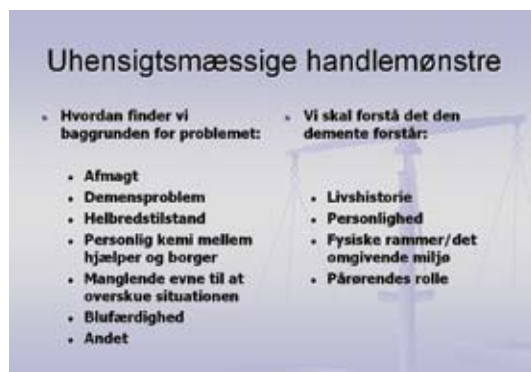 Uhensigtsmæssige handlemønstre
Hvordan finder vi
baggrunden for problemet:
Afmagt
Demensproblem
Helbredstilstand
Personlig kemi mellem
hjælper og borger
Manglende evne til at
overskue situationen
Blufærdighed
Andet
Vi skal forstå det den
demente forstår:
Livshistorie
Personlighed
Fysiske rammer/det
omgivende miljø
Pårørendes rolle